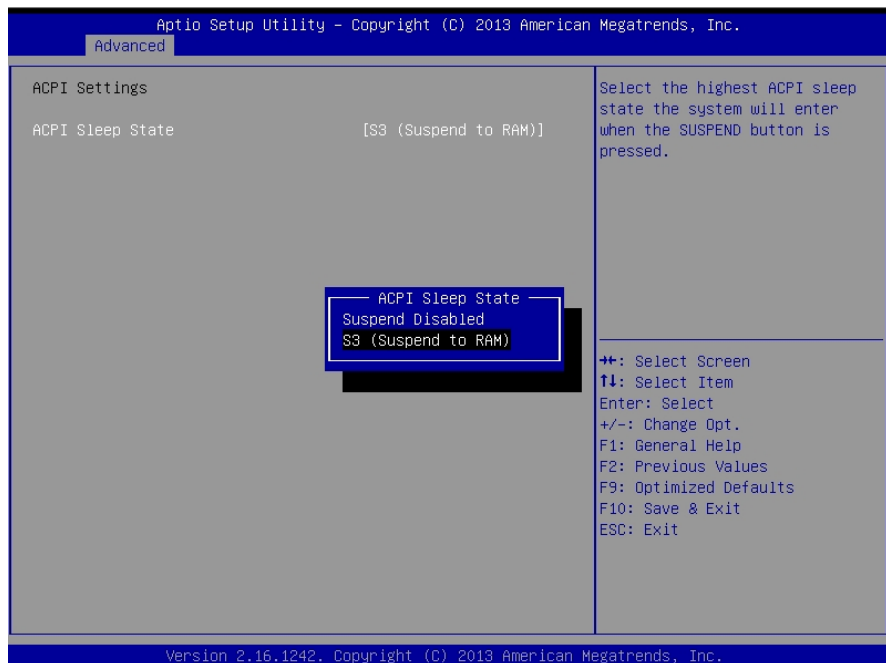 Aptio Setup Utility – Copyright (C) 2013 American Megatrends, Inc.
Advanced
ACPI Settings
ACPI Sleep State [S3 (Suspend to RAM)]
Select the highest ACPI sleep
state the system will enter
when the SUSPEND button is
pressed.
ACPI Sleep State
Suspend Disabled
S3 (Suspend to RAM)
→←: Select Screen
↑↓: Select Item
Enter: Select
+/-: Change Opt.
F1: General Help
F2: Previous Values
F9: Optimized Defaults
F10: Save & Exit
ESC: Exit
Version 2.16.1242. Copyright (C) 2013 American Megatrends, Inc.